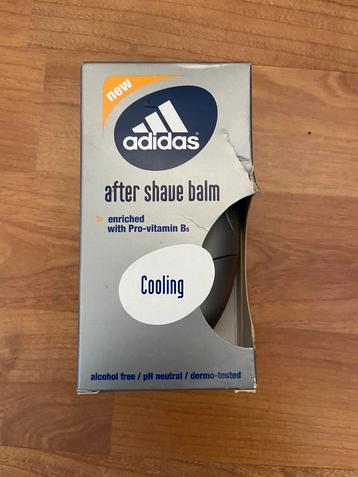 new
adidas
after shave balm
> enriched
with Pro-vitamin B₅
Cooling
alcohol free / pH neutral / dermo-tested